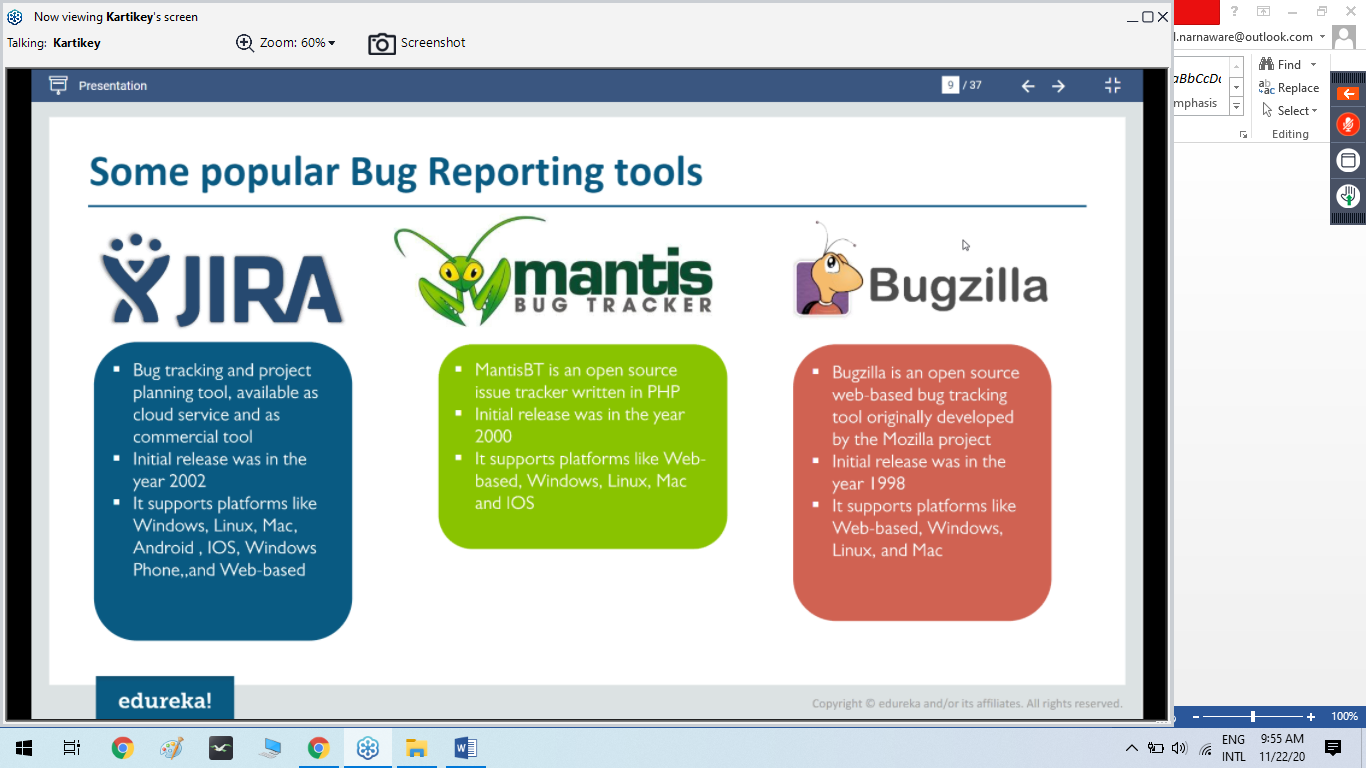 Now viewing Kartikey's screen
Talking: Kartikey
Zoom: 60%
Screenshot
l.narnaware@outlook.com
Find
Replace
Select
Editing
mphasis
Presentation
9 / 37
Some popular Bug Reporting tools
JIRA
mantis
BUG TRACKER
Bugzilla
Bug tracking and project
planning tool, available as
cloud service and as
commercial tool
Initial release was in the
year 2002
It supports platforms like
Windows, Linux, Mac,
Android , IOS, Windows
Phone,,and Web-based
MantisBT is an open source
issue tracker written in PHP
Initial release was in the year
2000
It supports platforms like Web-
based, Windows, Linux, Mac
and IOS
Bugzilla is an open source
web-based bug tracking
tool originally developed
by the Mozilla project
Initial release was in the
year 1998
It supports platforms like
Web-based, Windows,
Linux, and Mac
edureka!
Copyright © edureka and/or its affiliates. All rights reserved.
100%
ENG
INTL
9:55 AM
11/22/20